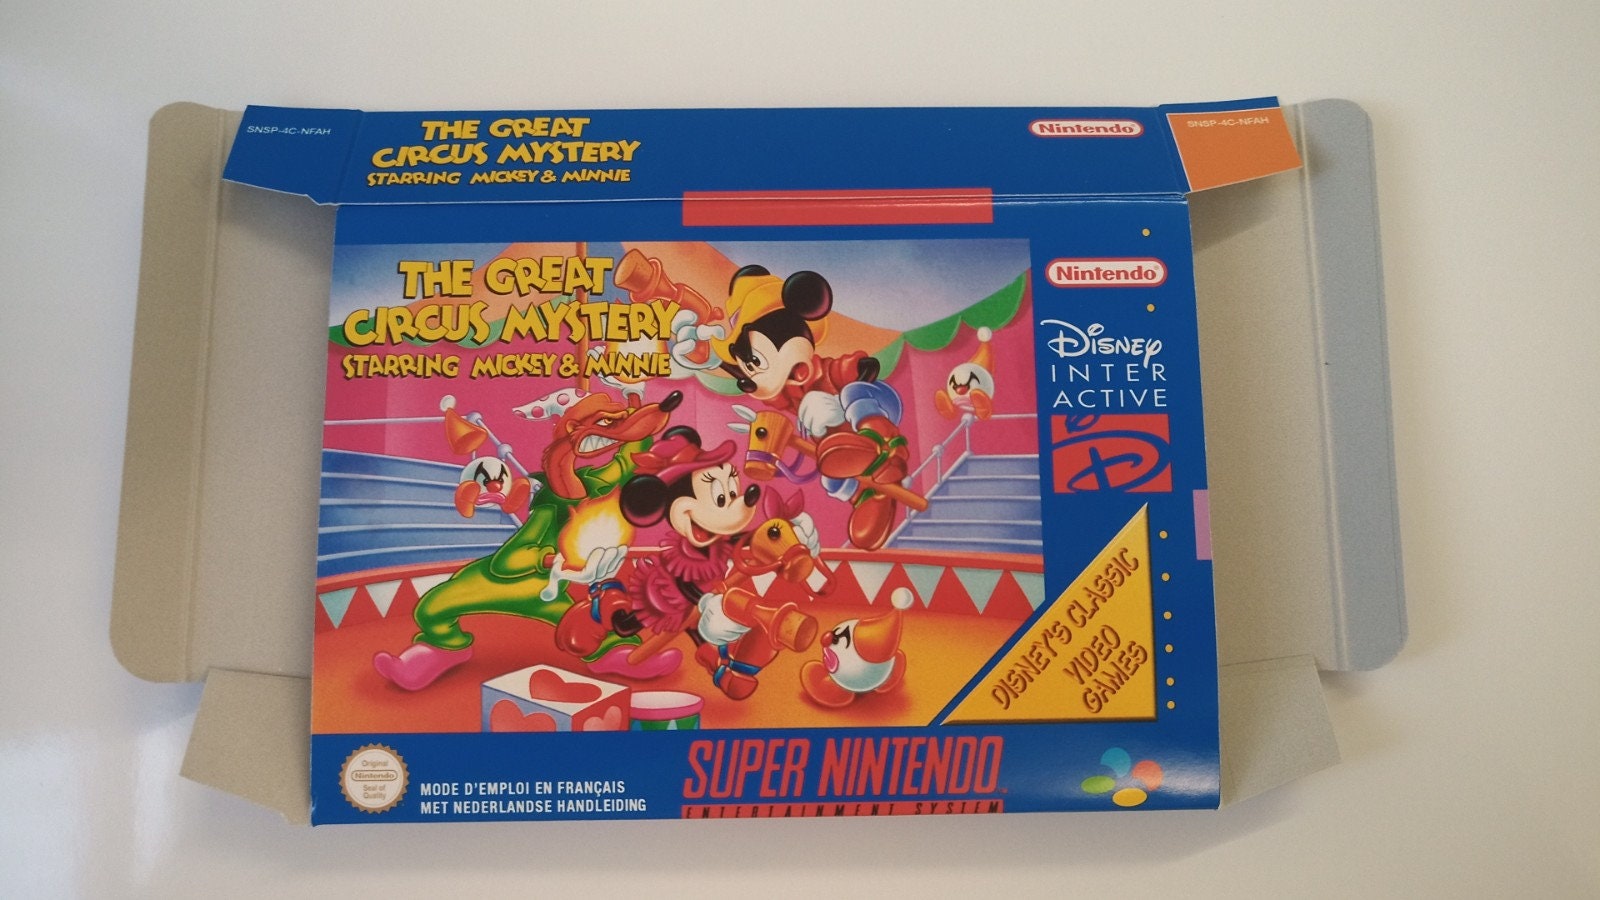 SNSP-4C-NFAH
THE GREAT
CIRCUS MYSTERY
STARRING MICKEY & MINNIE
Nintendo
SNSP-4C-NFAH
THE GREAT
CIRCUS MYSTERY
STARRING MICKEY & MINNIE
Nintendo
DISNEY
INTER
ACTIVE
D
DISNEY'S CLASSIC
VIDEO
GAMES
Original
Nintendo
Seal of
Quality
MODE D'EMPLOI EN FRANÇAIS
MET NEDERLANDSE HANDLEIDING
SUPER NINTENDO
ENTERTAINMENT SYSTEM